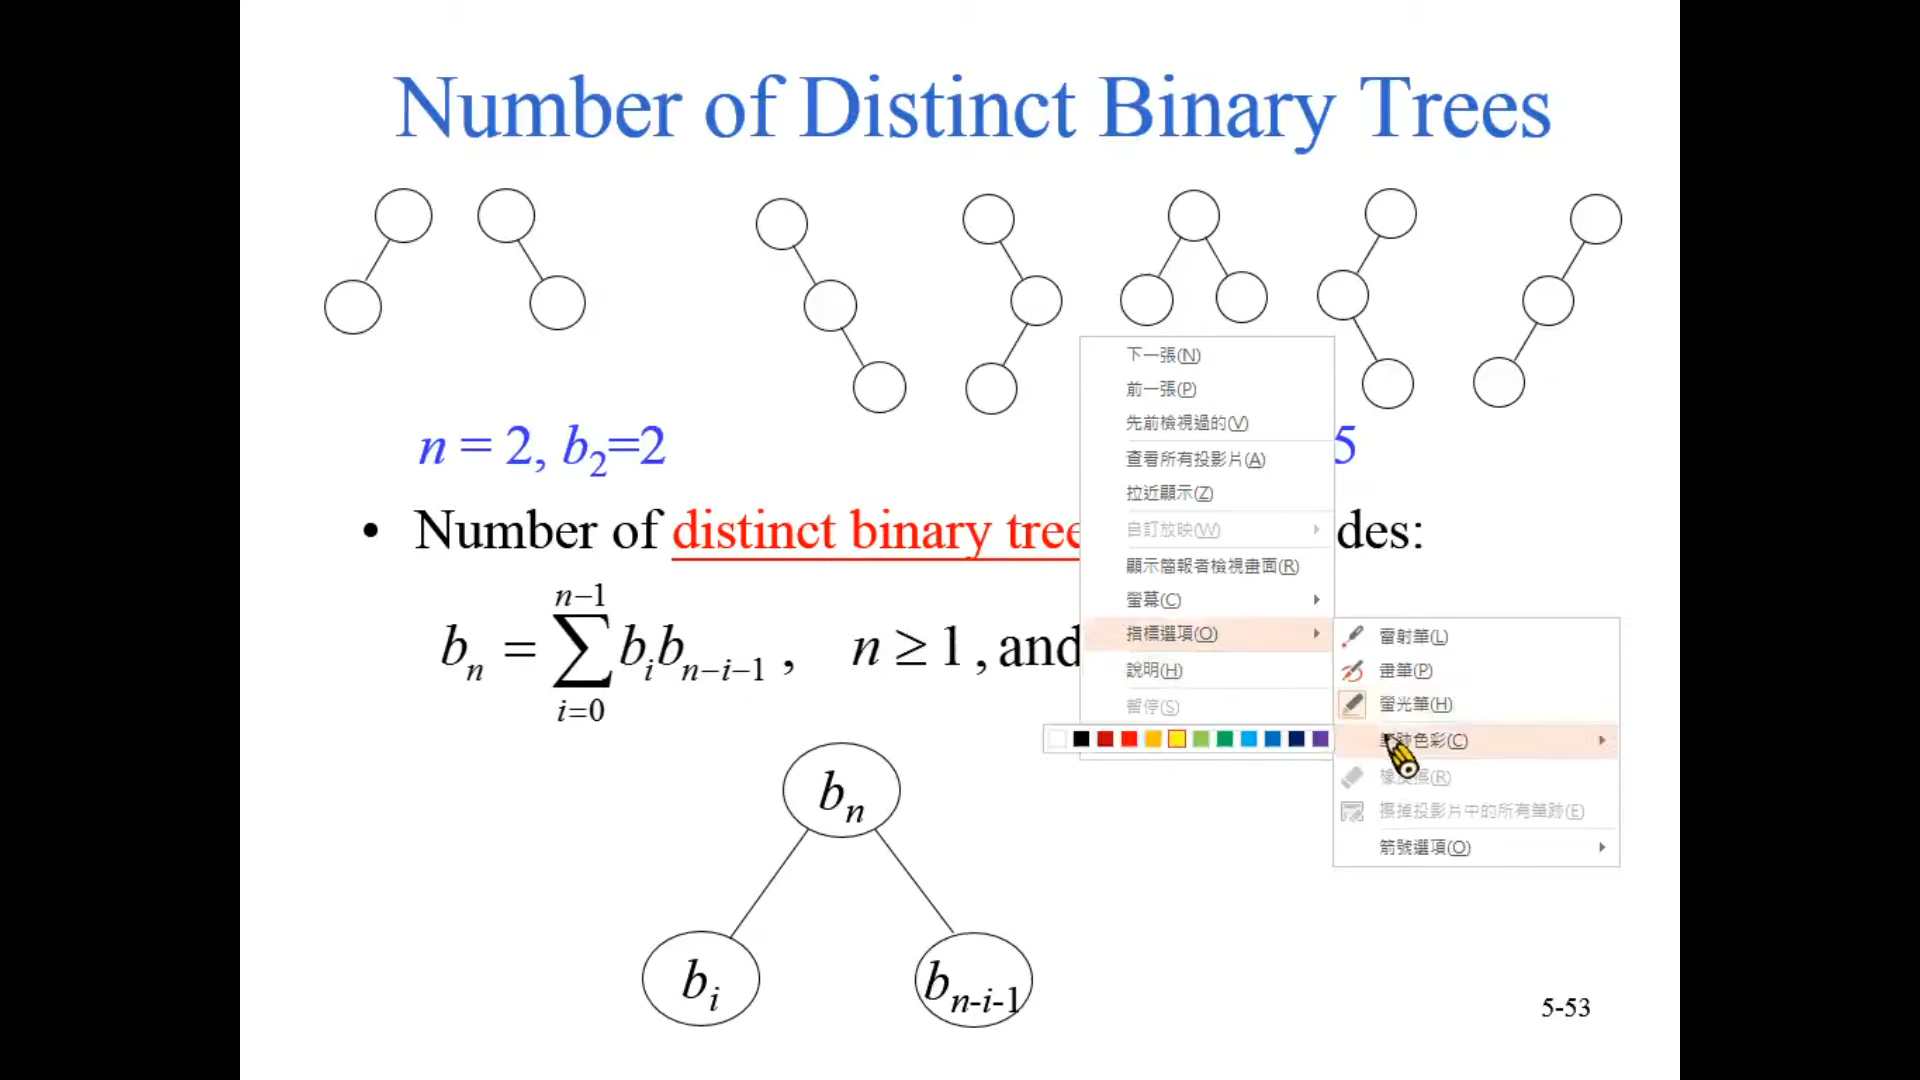 Number of Distinct Binary Trees
n = 2, b2=2
5
• Number of distinct binary tree
des:
n−1
bn = ∑ bibn−i−1 , n ≥ 1 , and
i=0
bn
bi
bn-i-1
5-53
下一張(N)
前一張(P)
先前檢視過的(V)
查看所有投影片(A)
拉近顯示(Z)
自訂放映(W)
顯示簡報者檢視畫面(R)
螢幕(C)
指標選項(O)
說明(H)
暫停(S)
雷射筆(L)
畫筆(P)
螢光筆(H)
筆跡色彩(C)
(R)
擦掉投影片中的所有筆跡(E)
箭號選項(O)